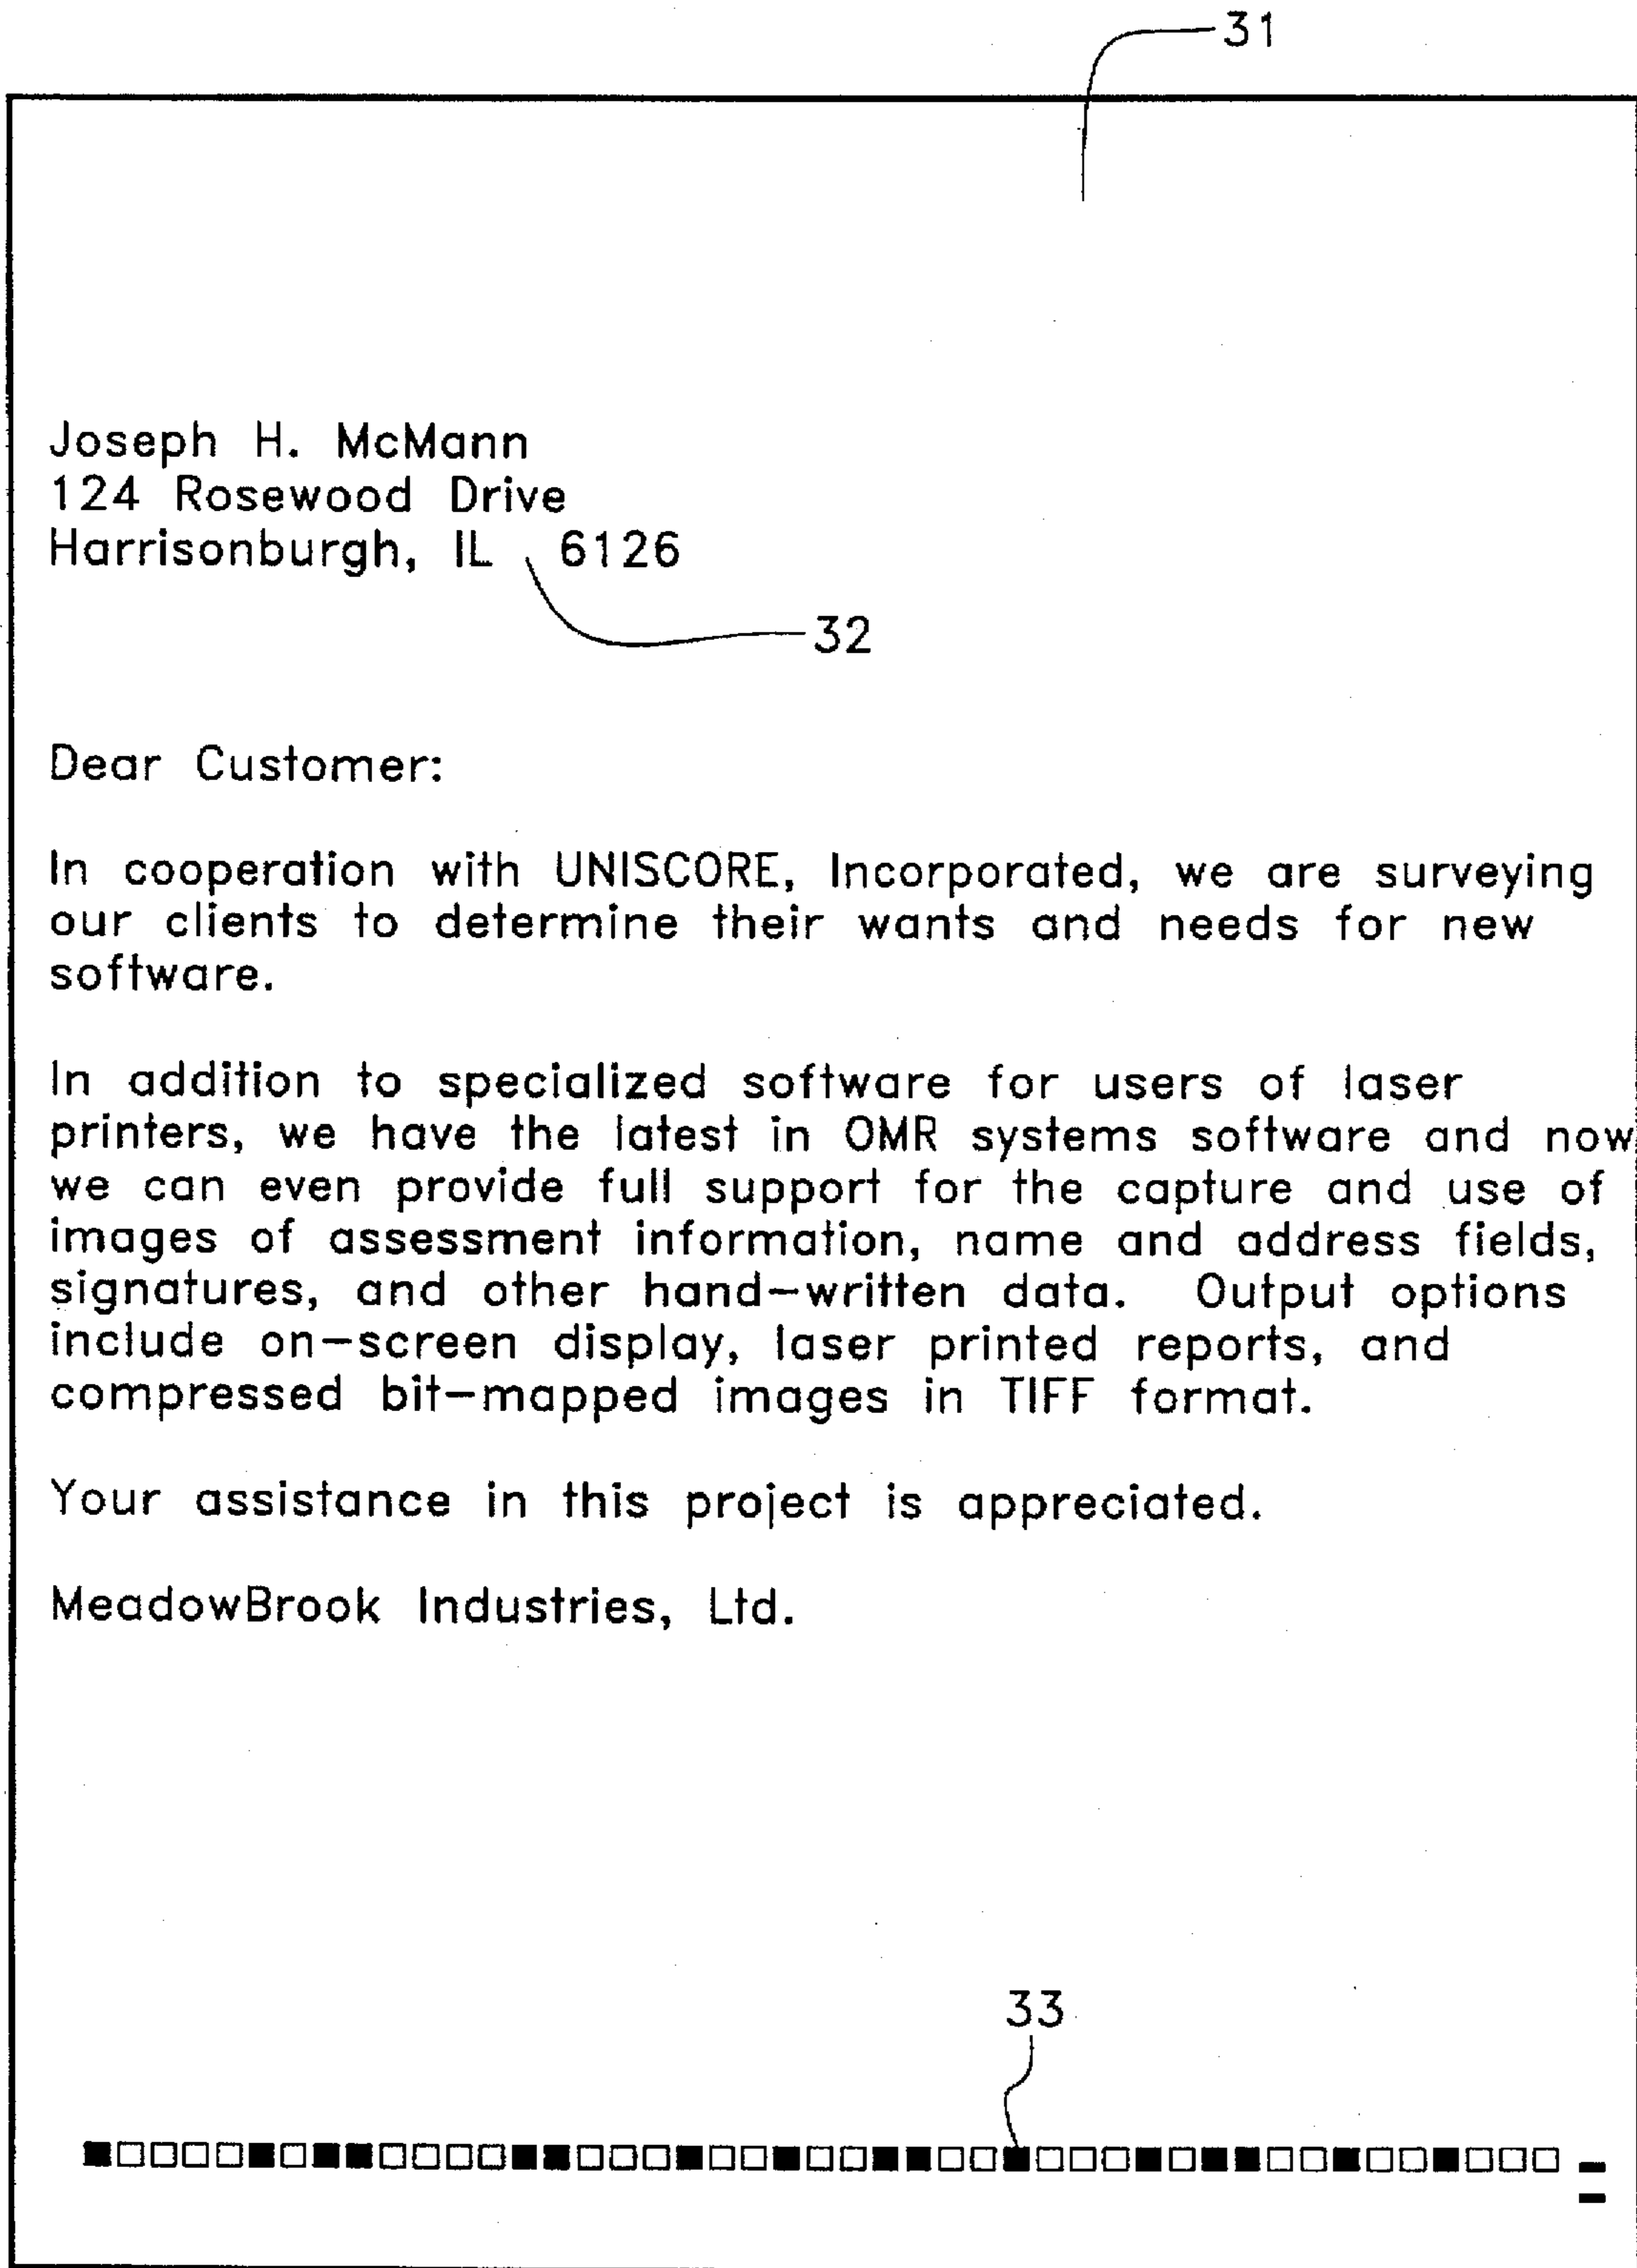 31
Joseph H. McMann
124 Rosewood Drive
Harrisonburgh, IL 6126
32
Dear Customer:
In cooperation with UNISCORE, Incorporated, we are surveying
our clients to determine their wants and needs for new
software.
In addition to specialized software for users of laser
printers, we have the latest in OMR systems software and now
we can even provide full support for the capture and use of
images of assessment information, name and address fields,
signatures, and other hand-written data. Output options
include on-screen display, laser printed reports, and
compressed bit-mapped images in TIFF format.
Your assistance in this project is appreciated.
MeadowBrook Industries, Ltd.
33